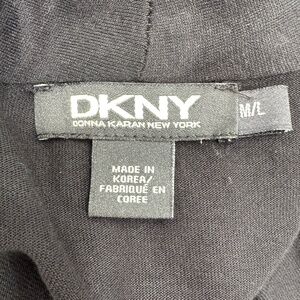 DKNY
DONNA KARAN NEW YORK
M/L
MADE IN
KOREA/
FABRIQUÉ EN
COREE